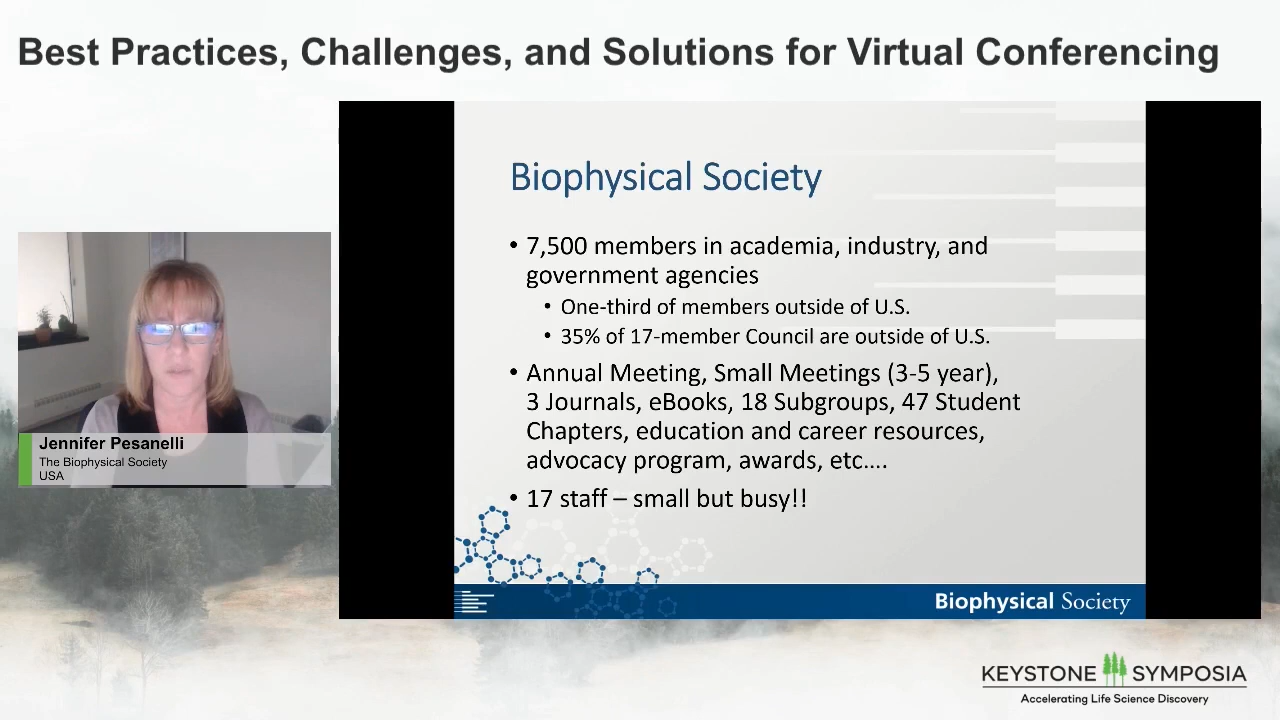 Best Practices, Challenges, and Solutions for Virtual Conferencing
Biophysical Society
• 7,500 members in academia, industry, and
government agencies
• One-third of members outside of U.S.
• 35% of 17-member Council are outside of U.S.
• Annual Meeting, Small Meetings (3-5 year),
3 Journals, eBooks, 18 Subgroups, 47 Student
Chapters, education and career resources,
advocacy program, awards, etc....
• 17 staff – small but busy!!
Biophysical Society
Jennifer Pesanelli
The Biophysical Society
USA
KEYSTONE SYMPOSIA
Accelerating Life Science Discovery